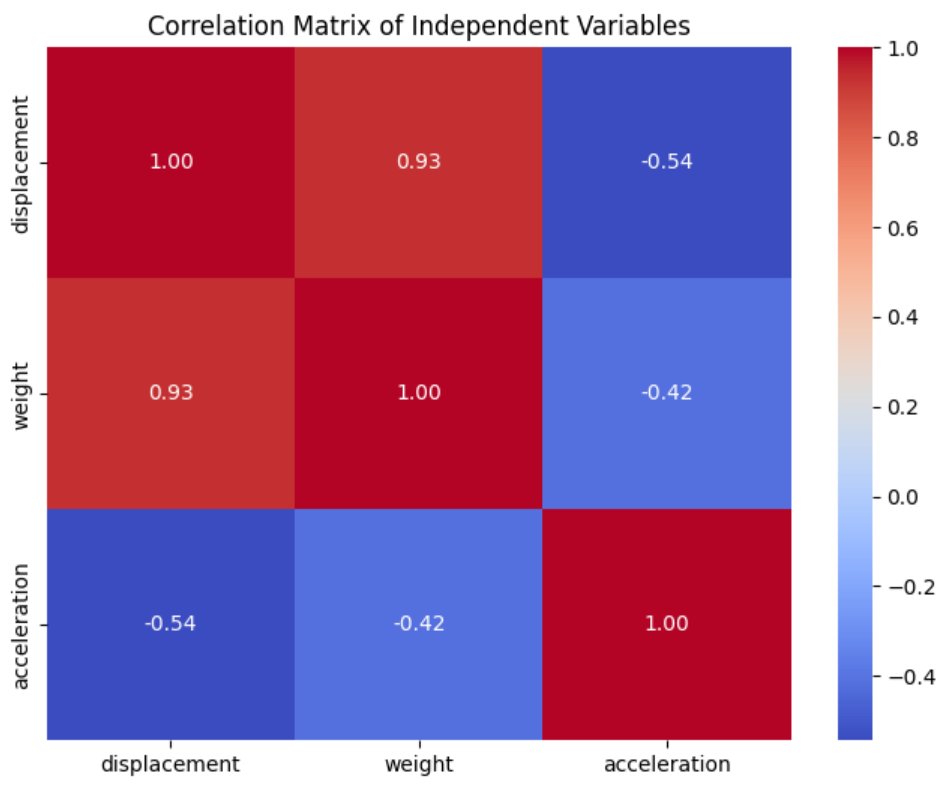 Correlation Matrix of Independent Variables
displacement
1.00
0.93
-0.54
weight
0.93
1.00
-0.42
acceleration
-0.54
-0.42
1.00
displacement
weight
acceleration
1.0
0.8
0.6
0.4
0.2
0.0
−0.2
−0.4